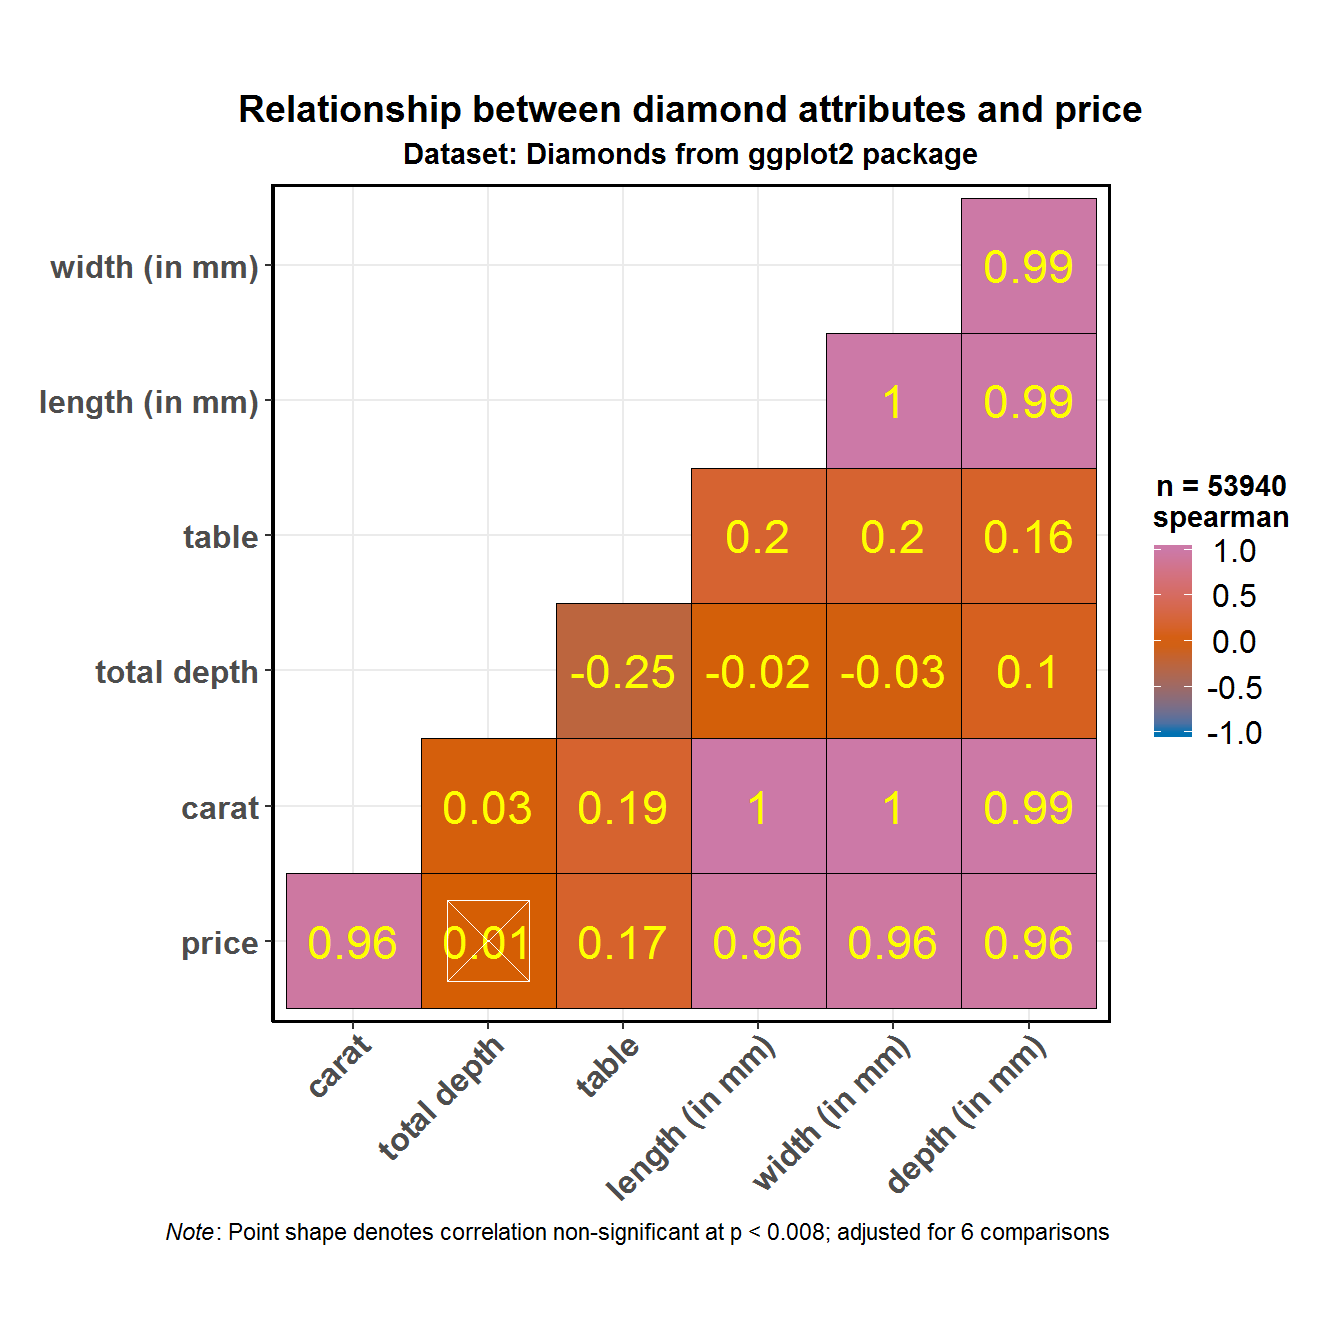 Relationship between diamond attributes and price
Dataset: Diamonds from ggplot2 package
width (in mm)
0.99
length (in mm)
1 0.99
table
0.2 0.2 0.16
total depth
-0.25 -0.02 -0.03 0.1
carat
0.03 0.19 1 1 0.99
price
0.96 0.01 0.17 0.96 0.96 0.96
carat
total depth
table
length (in mm)
width (in mm)
depth (in mm)
n = 53940
spearman
1.0
0.5
0.0
-0.5
-1.0
Note: Point shape denotes correlation non-significant at p < 0.008; adjusted for 6 comparisons